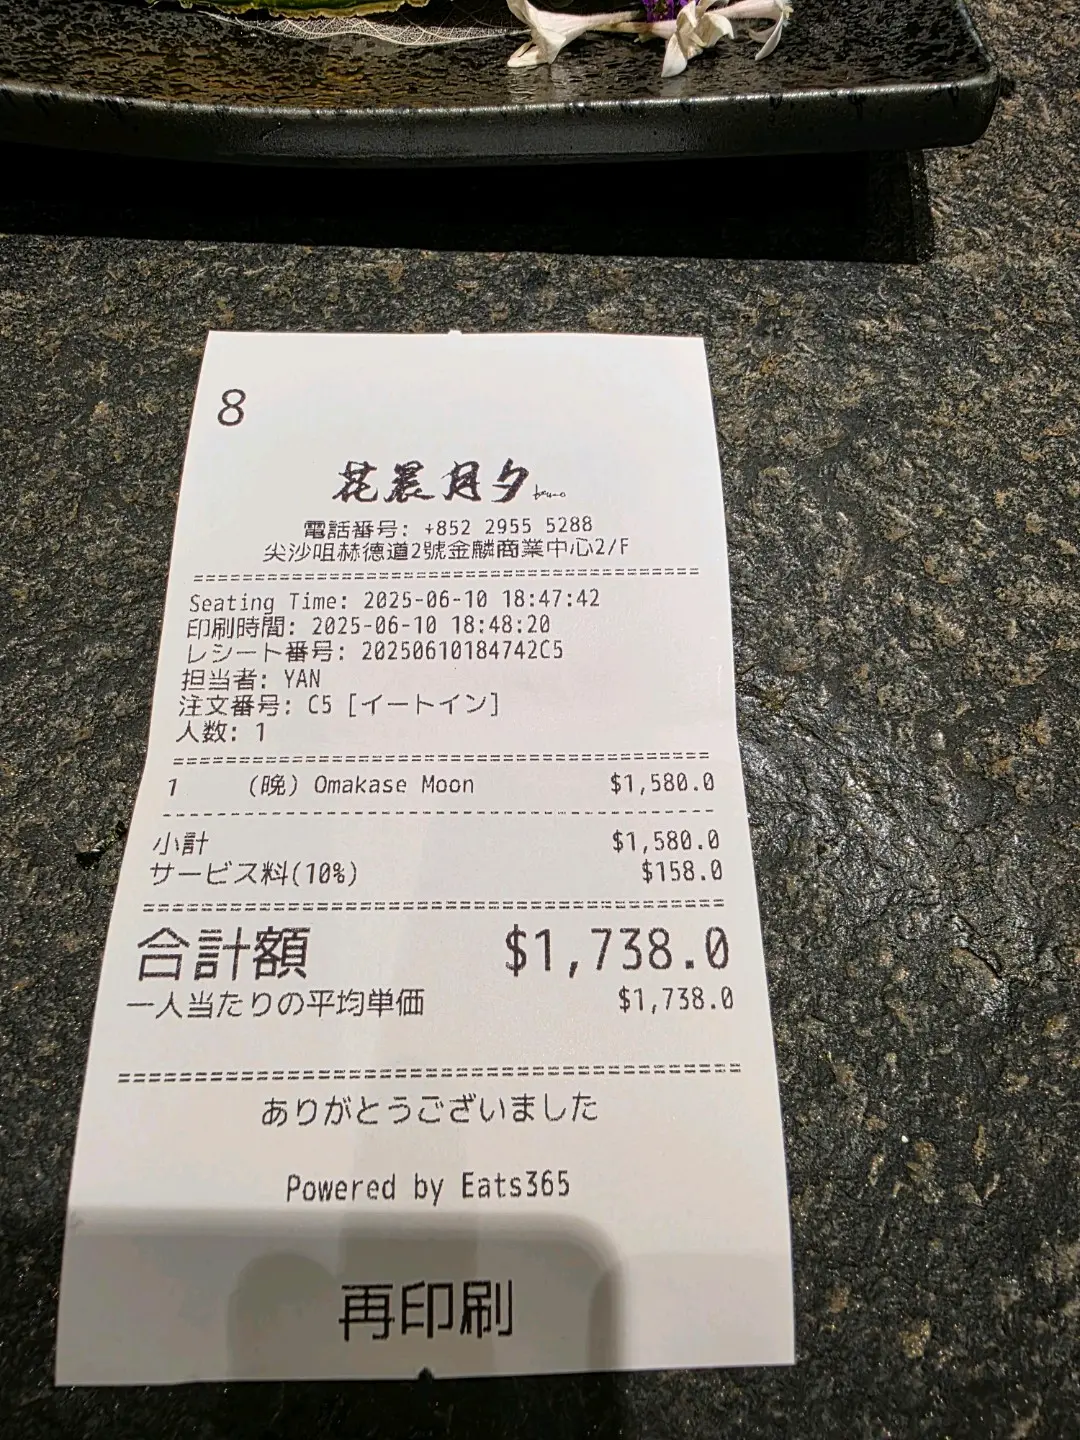 8
花晨月夕
電話番号: +852 2955 5288
尖沙咀赫德道2號金麟商業中心2/F
Seating Time: 2025-06-10 18:47:42
印刷時間: 2025-06-10 18:48:20
レシート番号: 20250610184742C5
担当者: YAN
注文番号: C5 [イートイン]
人数: 1
1 (晩) Omakase Moon $1,580.0
小計 $1,580.0
サービス料(10%) $158.0
合計額 $1,738.0
一人当たりの平均単価 $1,738.0
ありがとうございました
Powered by Eats365
再印刷